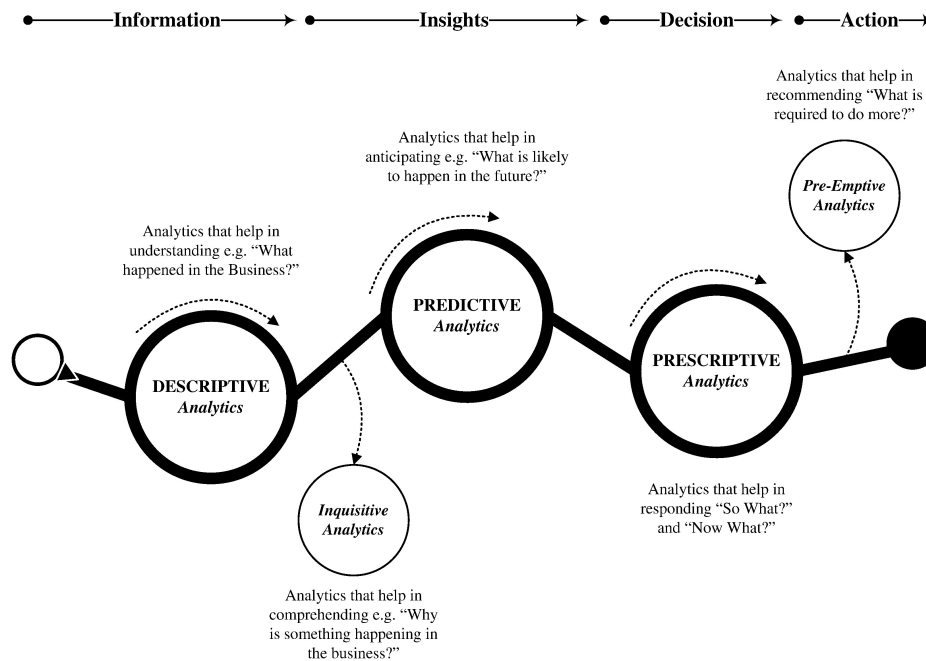 Information
Insights
Decision
Action
Analytics that help in
recommending “What is
required to do more?”
Pre-Emptive
Analytics
Analytics that help in
anticipating e.g. “What is likely
to happen in the future?”
Analytics that help in
understanding e.g. “What
happened in the Business?”
PREDICTIVE
Analytics
DESCRIPTIVE
Analytics
PRESCRIPTIVE
Analytics
Inquisitive
Analytics
Analytics that help in
responding “So What?”
and “Now What?”
Analytics that help in
comprehending e.g. “Why
is something happening in
the business?”